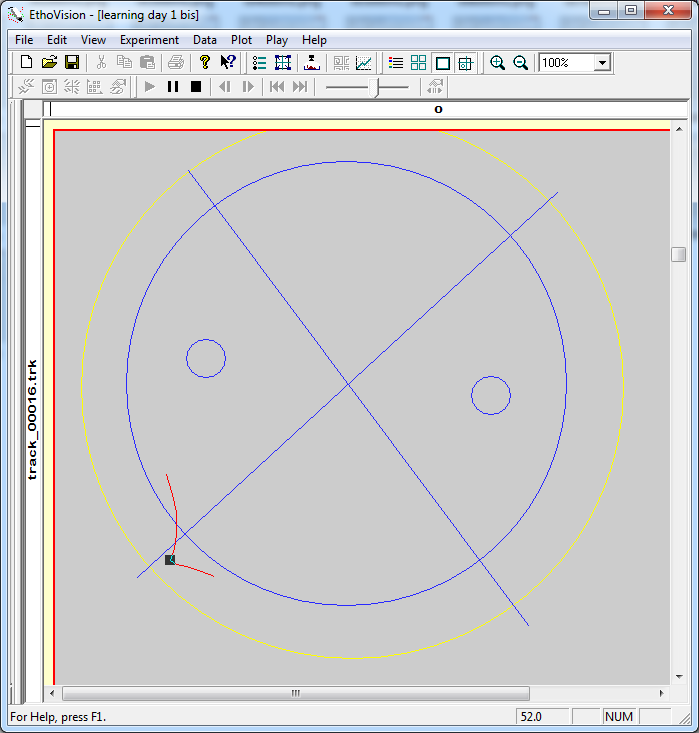 EthoVision - [learning day 1 bis]
File Edit View Experiment Data Plot Play Help
100%
0
track_00016.trk
For Help, press F1.
52.0
NUM